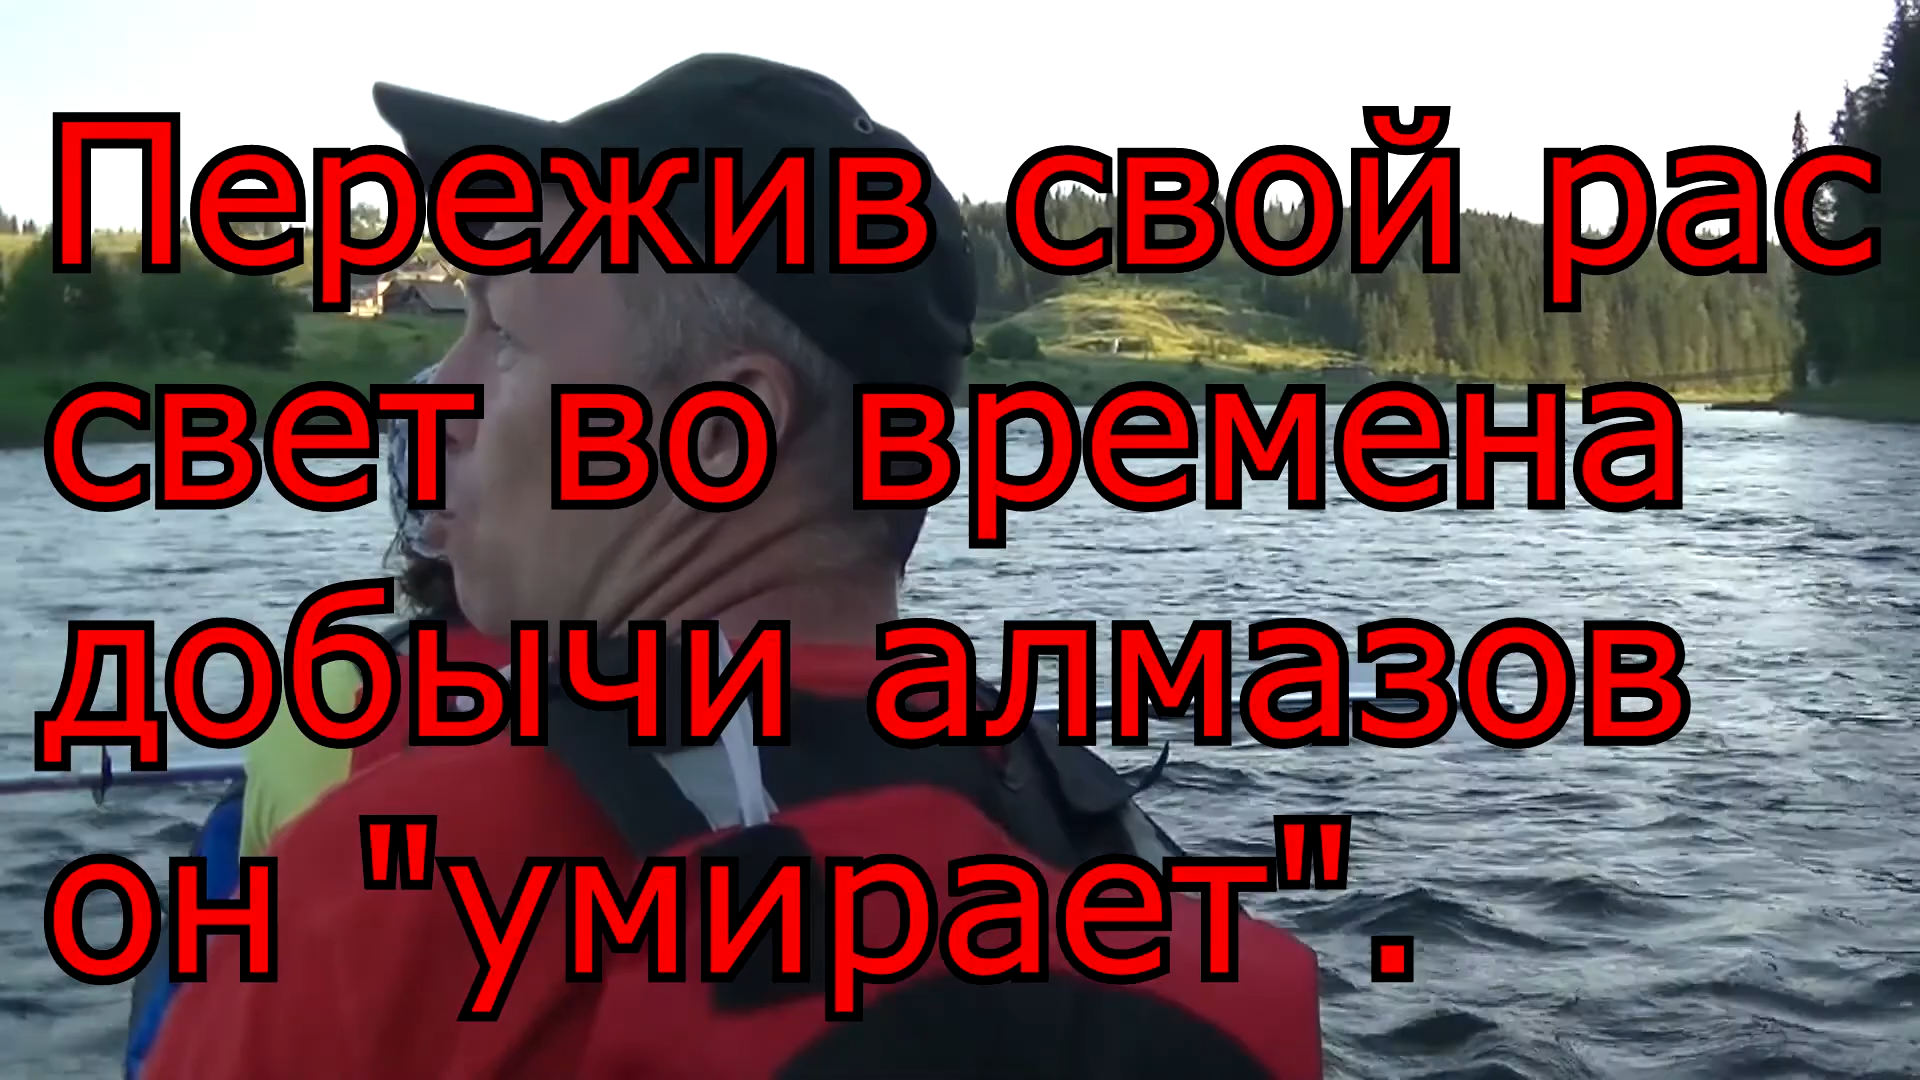 Пережив свой рас
свет во времена
добычи алмазов
он "умирает".